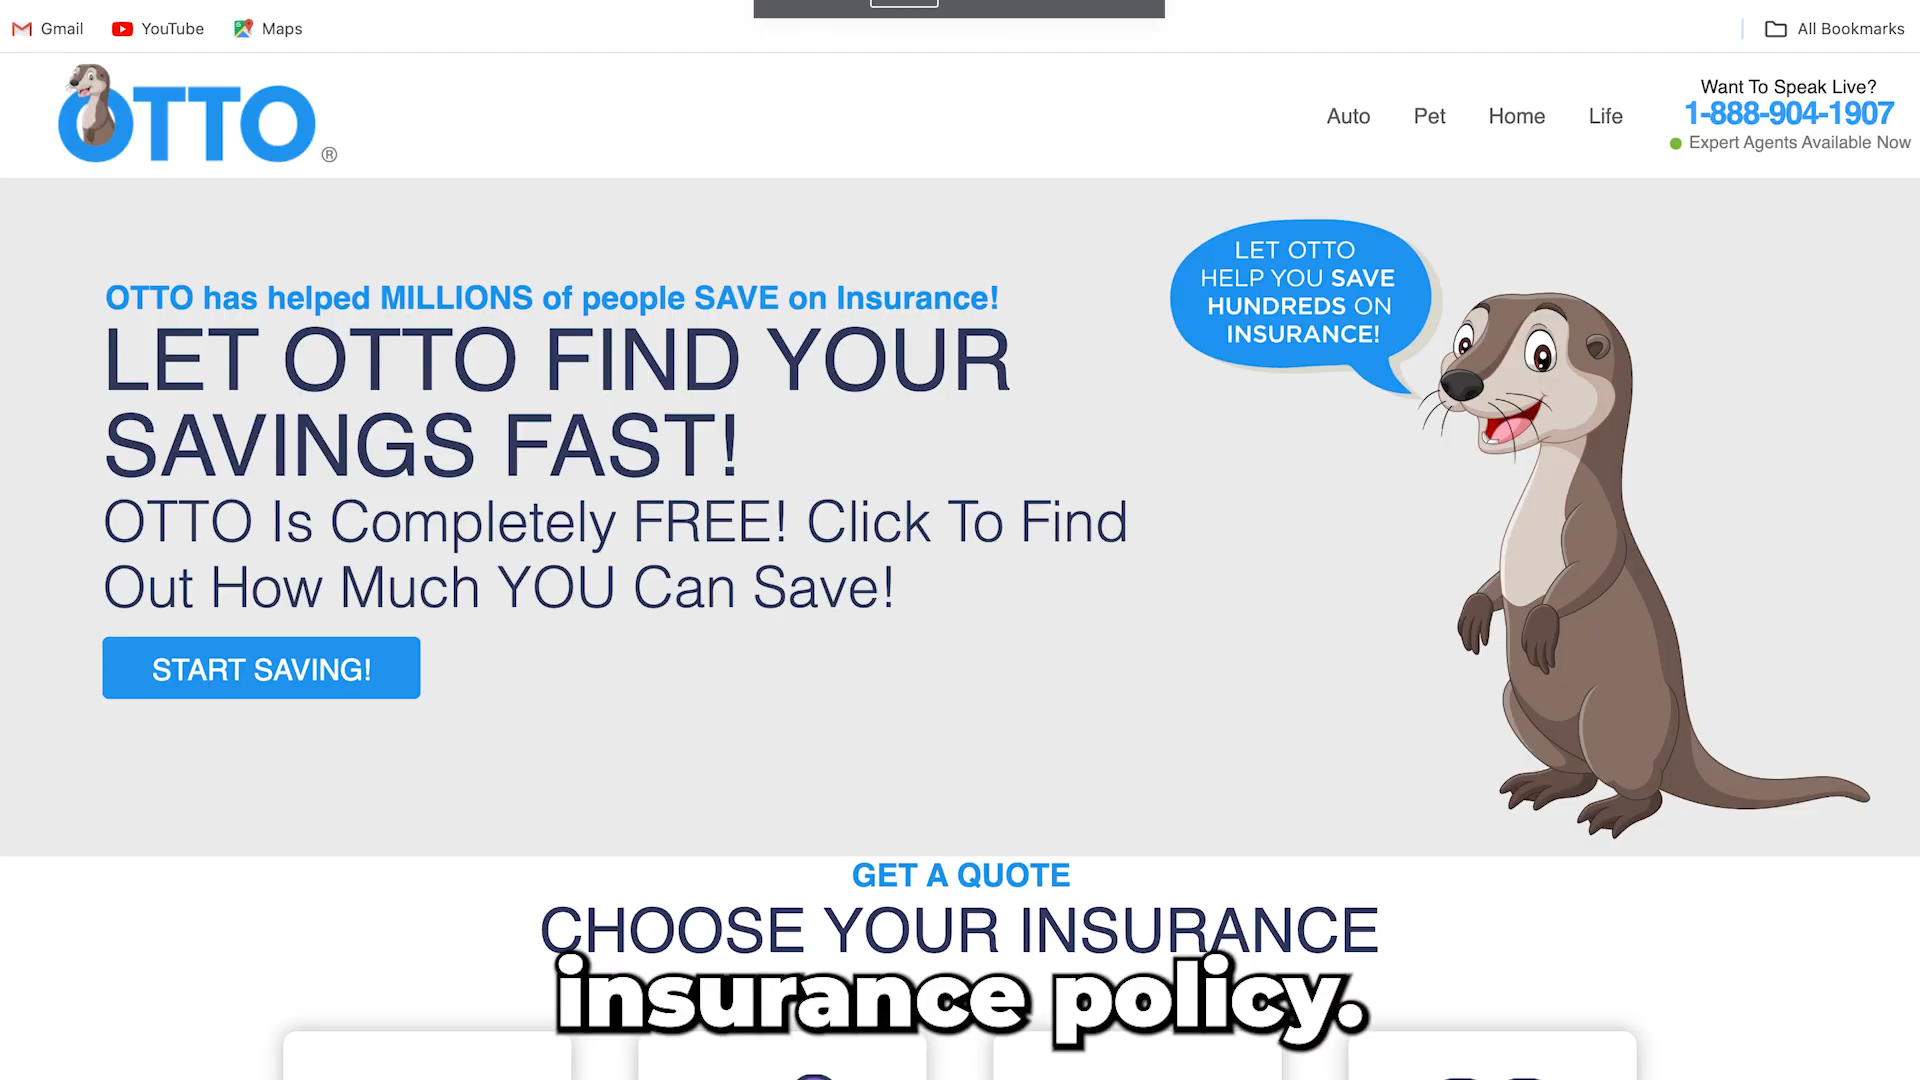 Gmail
YouTube
Maps
All Bookmarks
OTTO ®
Auto
Pet
Home
Life
Want To Speak Live?
1-888-904-1907
Expert Agents Available Now
OTTO has helped MILLIONS of people SAVE on Insurance!
LET OTTO FIND YOUR
SAVINGS FAST!
OTTO Is Completely FREE! Click To Find
Out How Much YOU Can Save!
START SAVING!
LET OTTO
HELP YOU SAVE
HUNDREDS ON
INSURANCE!
GET A QUOTE
CHOOSE YOUR INSURANCE
insurance policy.